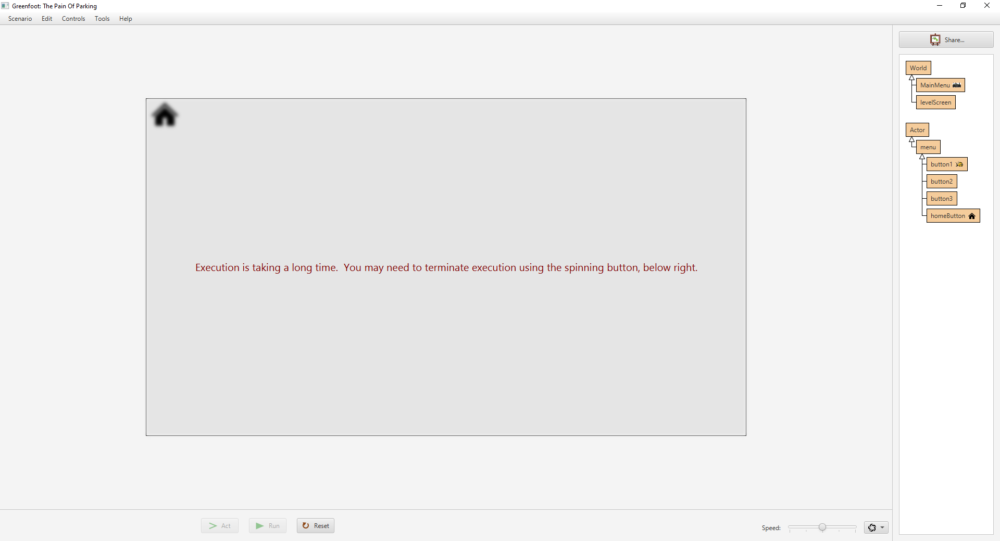 Greenfoot: The Pain Of Parking
Scenario Edit Controls Tools Help
Share...
World
MainMenu
levelScreen
Actor
menu
button1
button2
button3
homeButton
Execution is taking a long time.  You may need to terminate execution using the spinning button, below right.
Act Run Reset
Speed: